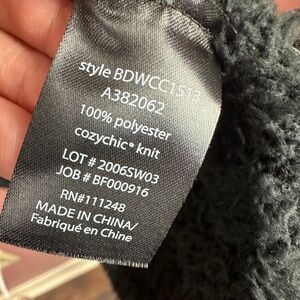 style BDWCC1513
A382062
100% polyester
cozychic® knit
LOT # 2006SW03
JOB # BF000916
RN#111248
MADE IN CHINA/
Fabriqué en Chine